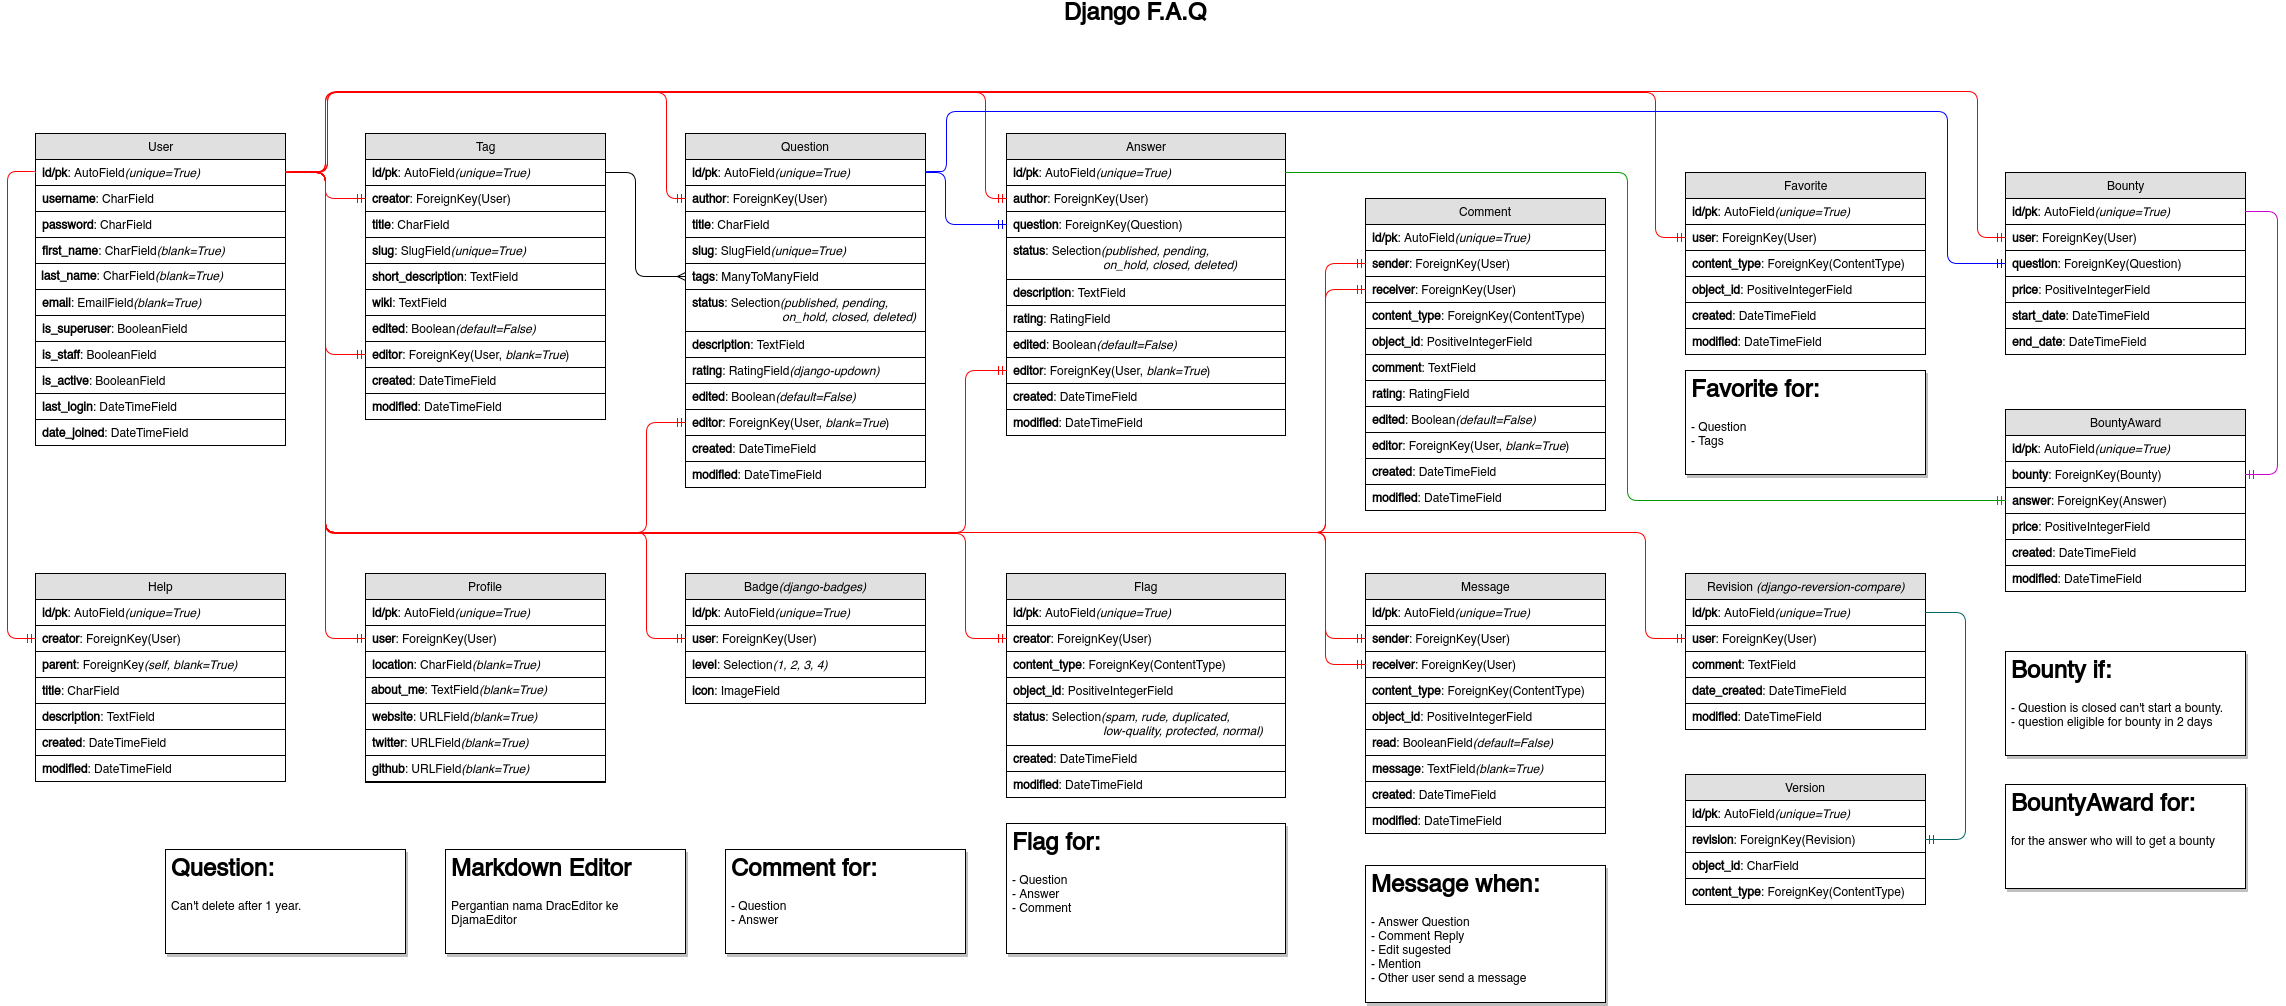 Django F.A.Q
User
id/pk: AutoField(unique=True)
username: CharField
password: CharField
first_name: CharField(blank=True)
last_name: CharField(blank=True)
email: EmailField(blank=True)
is_superuser: BooleanField
is_staff: BooleanField
is_active: BooleanField
last_login: DateTimeField
date_joined: DateTimeField
Tag
id/pk: AutoField(unique=True)
creator: ForeignKey(User)
title: CharField
slug: SlugField(unique=True)
short_description: TextField
wiki: TextField
edited: Boolean(default=False)
editor: ForeignKey(User, blank=True)
created: DateTimeField
modified: DateTimeField
Question
id/pk: AutoField(unique=True)
author: ForeignKey(User)
title: CharField
slug: SlugField(unique=True)
tags: ManyToManyField
status: Selection(published, pending,
on_hold, closed, deleted)
description: TextField
rating: RatingField(django-updown)
edited: Boolean(default=False)
editor: ForeignKey(User, blank=True)
created: DateTimeField
modified: DateTimeField
Answer
id/pk: AutoField(unique=True)
author: ForeignKey(User)
question: ForeignKey(Question)
status: Selection(published, pending,
on_hold, closed, deleted)
description: TextField
rating: RatingField
edited: Boolean(default=False)
editor: ForeignKey(User, blank=True)
created: DateTimeField
modified: DateTimeField
Comment
id/pk: AutoField(unique=True)
sender: ForeignKey(User)
receiver: ForeignKey(User)
content_type: ForeignKey(ContentType)
object_id: PositiveIntegerField
comment: TextField
rating: RatingField
edited: Boolean(default=False)
editor: ForeignKey(User, blank=True)
created: DateTimeField
modified: DateTimeField
Favorite
id/pk: AutoField(unique=True)
user: ForeignKey(User)
content_type: ForeignKey(ContentType)
object_id: PositiveIntegerField
created: DateTimeField
modified: DateTimeField
Favorite for:
- Question
- Tags
Bounty
id/pk: AutoField(unique=True)
user: ForeignKey(User)
question: ForeignKey(Question)
price: PositiveIntegerField
start_date: DateTimeField
end_date: DateTimeField
BountyAward
id/pk: AutoField(unique=True)
bounty: ForeignKey(Bounty)
answer: ForeignKey(Answer)
price: PositiveIntegerField
created: DateTimeField
modified: DateTimeField
Help
id/pk: AutoField(unique=True)
creator: ForeignKey(User)
parent: ForeignKey(self, blank=True)
title: CharField
description: TextField
created: DateTimeField
modified: DateTimeField
Profile
id/pk: AutoField(unique=True)
user: ForeignKey(User)
location: CharField(blank=True)
about_me: TextField(blank=True)
website: URLField(blank=True)
twitter: URLField(blank=True)
github: URLField(blank=True)
Badge(django-badges)
id/pk: AutoField(unique=True)
user: ForeignKey(User)
level: Selection(1, 2, 3, 4)
icon: ImageField
Flag
id/pk: AutoField(unique=True)
creator: ForeignKey(User)
content_type: ForeignKey(ContentType)
object_id: PositiveIntegerField
status: Selection(spam, rude, duplicated,
low-quality, protected, normal)
created: DateTimeField
modified: DateTimeField
Message
id/pk: AutoField(unique=True)
sender: ForeignKey(User)
receiver: ForeignKey(User)
content_type: ForeignKey(ContentType)
object_id: PositiveIntegerField
read: BooleanField(default=False)
message: TextField(blank=True)
created: DateTimeField
modified: DateTimeField
Revision (django-reversion-compare)
id/pk: AutoField(unique=True)
user: ForeignKey(User)
comment: TextField
date_created: DateTimeField
modified: DateTimeField
Version
id/pk: AutoField(unique=True)
revision: ForeignKey(Revision)
object_id: CharField
content_type: ForeignKey(ContentType)
Bounty if:
- Question is closed can't start a bounty.
- question eligible for bounty in 2 days
BountyAward for:
for the answer who will to get a bounty
Question:
Can't delete after 1 year.
Markdown Editor
Pergantian nama DracEditor ke
DjamaEditor
Comment for:
- Question
- Answer
Flag for:
- Question
- Answer
- Comment
Message when:
- Answer Question
- Comment Reply
- Edit sugested
- Mention
- Other user send a message